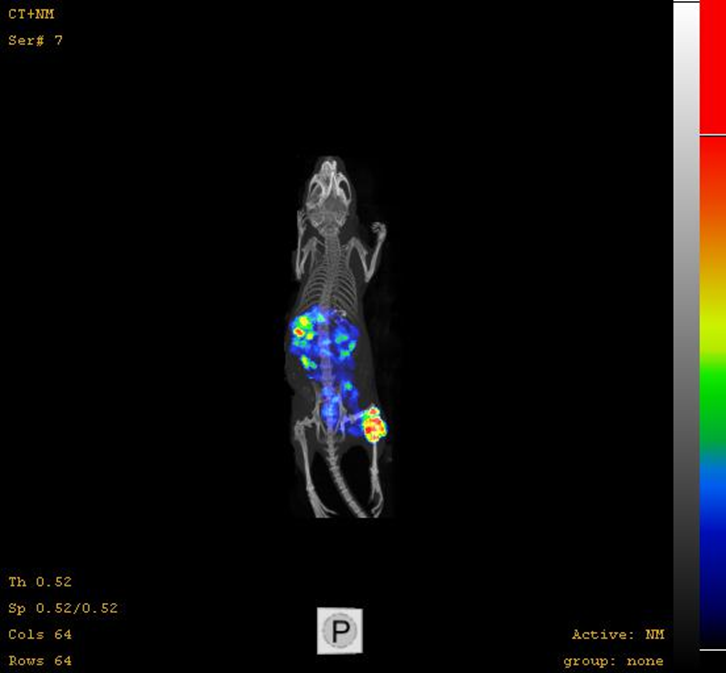 CT+NM
Ser# 7
Th 0.52
Sp 0.52/0.52
Cols 64
Rows 64
P
Active: NM
group: none